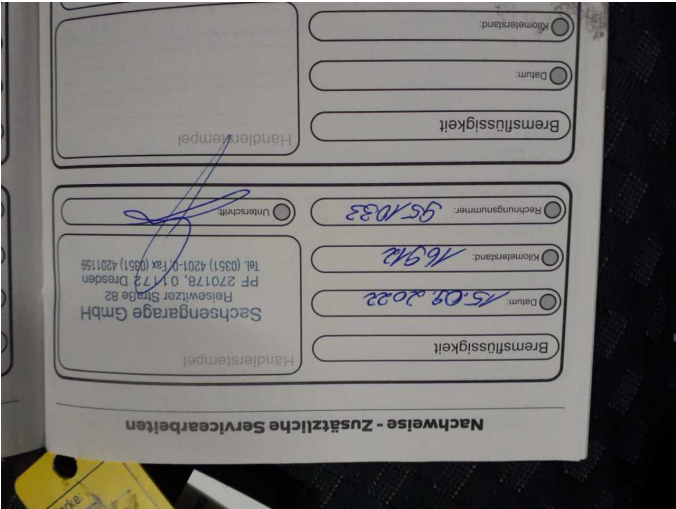 Nachweise - Zusätzliche Servicearbeiten
Bremsflüssigkeit
Datum: 15.09.2022
Kilometerstand: 16912
Rechnungsnummer: 951033
Händlerstempel
Sachsengarage GmbH
Reisewitzer Straße 82
PF 270178, 01172 Dresden
Tel. (0351) 4201-0, Fax (0351) 4201159
Unterschrift:
Bremsflüssigkeit
Datum:
Kilometerstand:
Händlerstempel